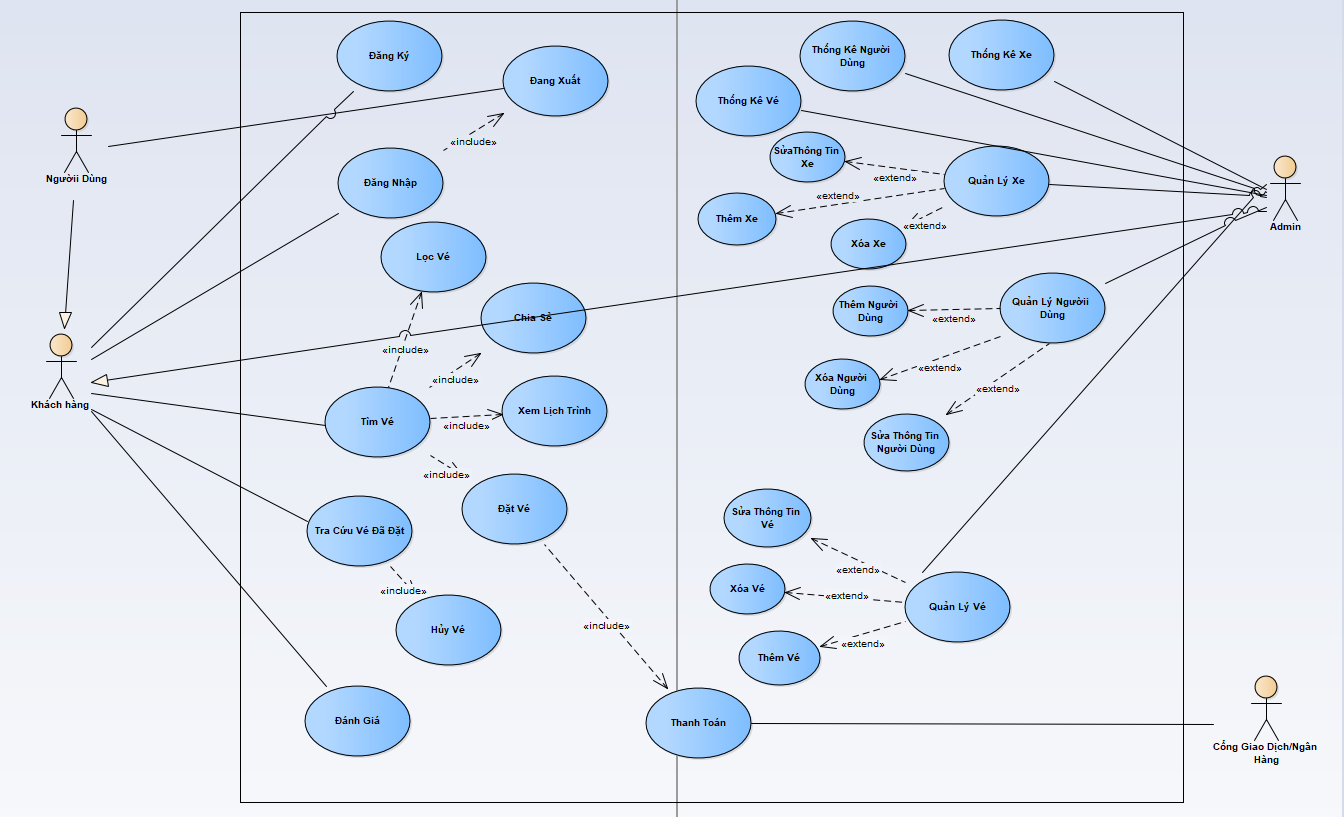 Đăng Ký
Đang Xuất
«include»
Ngườii Dùng
Đăng Nhập
Lọc Vé
Chia Sẻ
«include»
«include»
Khách hàng
Tìm Vé
Xem Lịch Trình
«include»
«include»
Đặt Vé
Tra Cứu Vé Đã Đặt
«include»
Hủy Vé
«include»
Đánh Giá
Thanh Toán
Thống Kê Người
Dùng
Thống Kê Xe
Thống Kê Vé
SửaThông Tin
Xe
«extend»
Quản Lý Xe
«extend»
Thêm Xe
«extend»
Xóa Xe
Admin
Thêm Người
Dùng
«extend»
Quản Lý Ngườii
Dùng
Xóa Người
Dùng
«extend»
«extend»
Sửa Thông Tin
Người Dùng
Sửa Thông Tin
Vé
«extend»
Xóa Vé
«extend»
Quản Lý Vé
«extend»
Thêm Vé
Cổng Giao Dịch/Ngân
Hàng